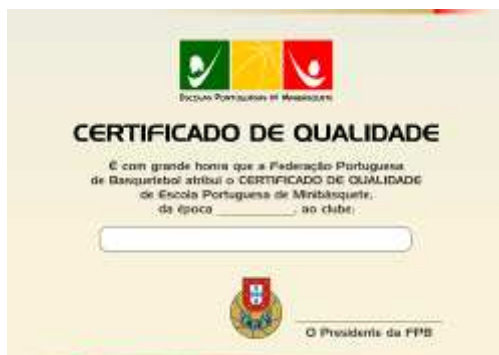 Escolas Portuguesas de Minibásquete
CERTIFICADO DE QUALIDADE
É com grande honra que a Federação Portuguesa
de Basquetebol atribui o CERTIFICADO DE QUALIDADE
de Escola Portuguesa de Minibásquete,
da época ____________, ao clube:
O Presidente da FPB